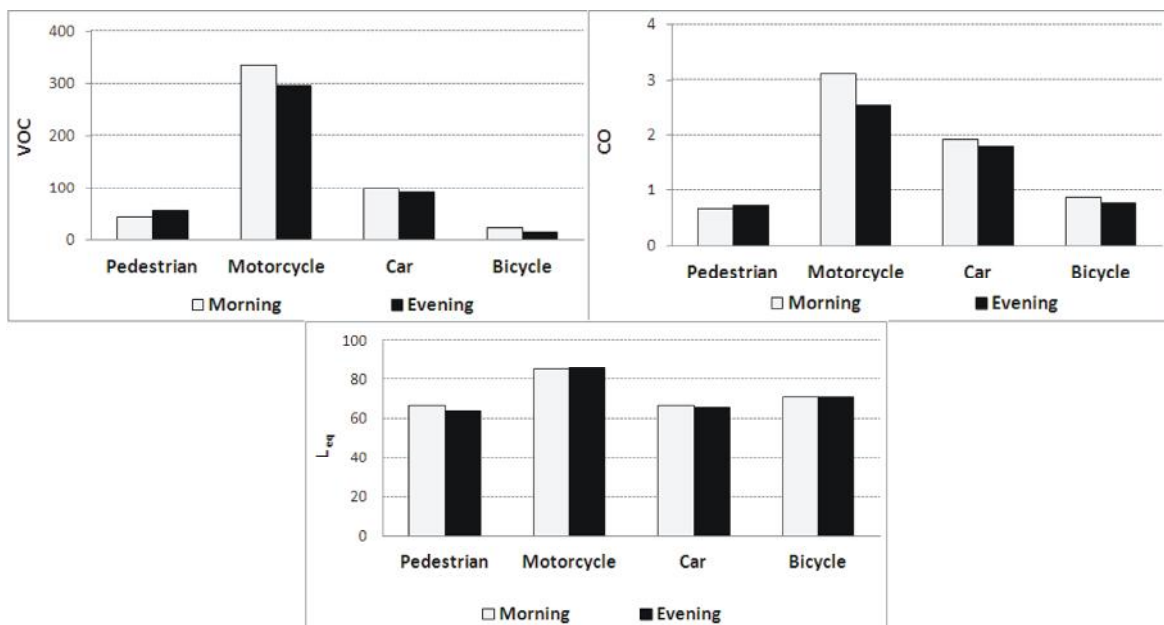 400
300
200
100
0
VOC
Pedestrian Motorcycle Car Bicycle
Morning Evening
4
3
2
1
0
CO
Pedestrian Motorcycle Car Bicycle
Morning Evening
100
80
60
40
20
0
Leq
Pedestrian Motorcycle Car Bicycle
Morning Evening